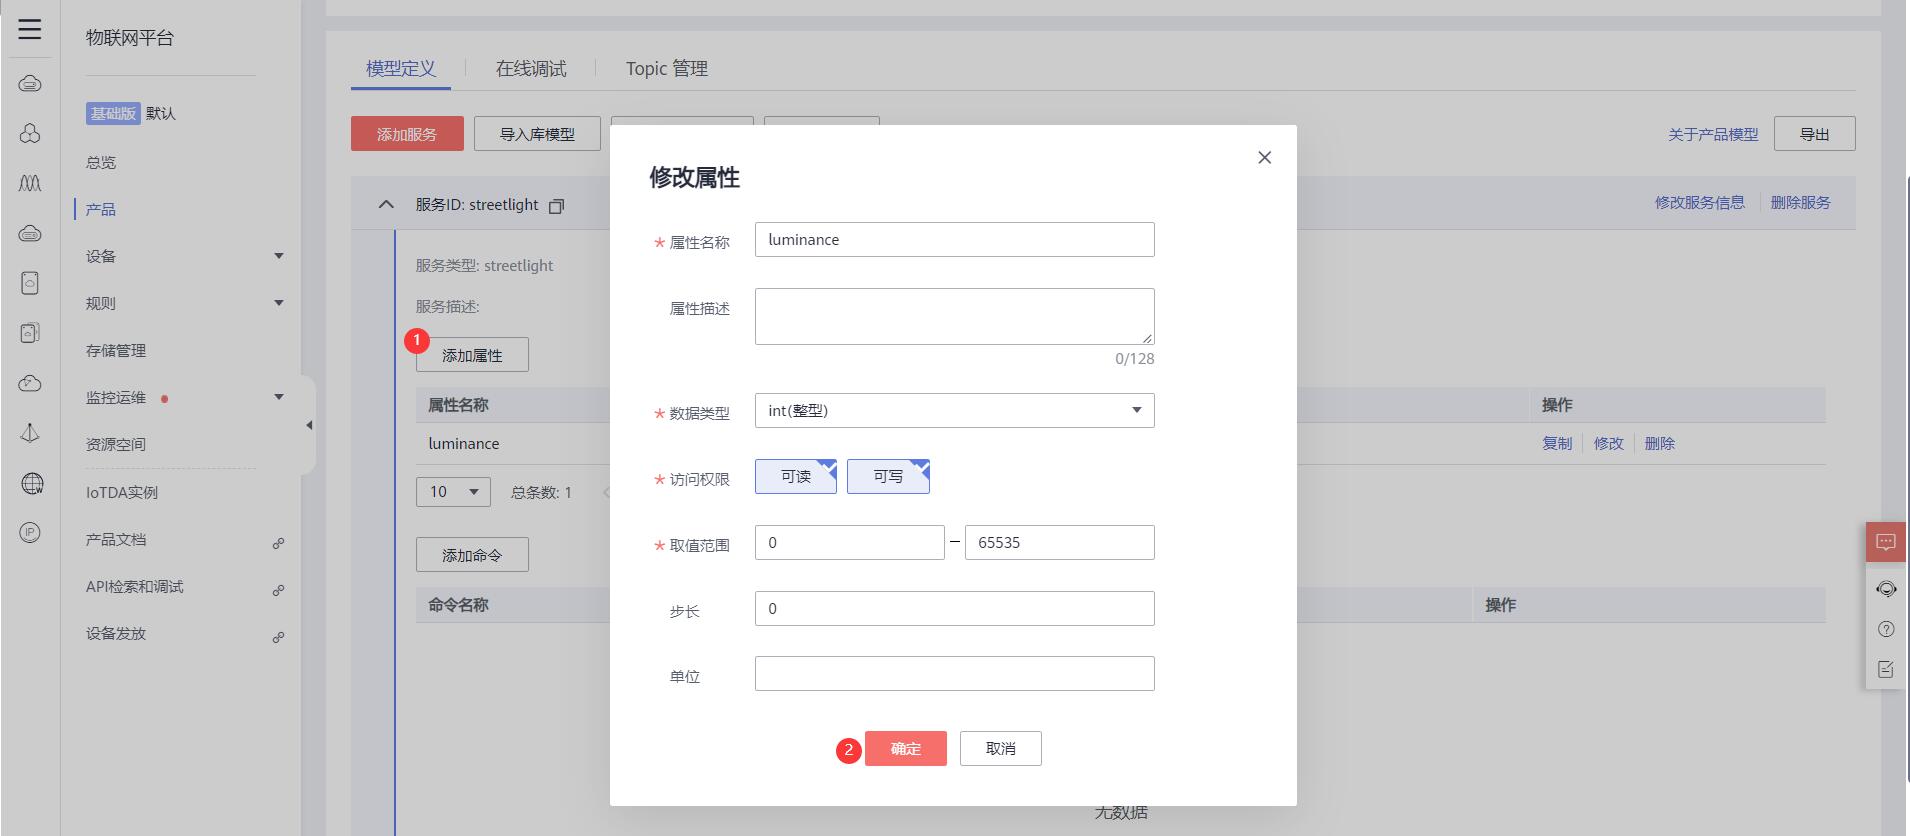 物联网平台
基础版 默认
总览
产品
设备
规则
存储管理
监控运维
资源空间
IoTDA实例
产品文档
API检索和调试
设备发放
模型定义
在线调试
Topic 管理
添加服务
导入库模型
关于产品模型
导出
服务ID: streetlight
修改服务信息
删除服务
服务类型: streetlight
服务描述:
1
添加属性
属性名称
操作
luminance
复制
修改
删除
10
总条数: 1
添加命令
命令名称
操作
无数据
修改属性
* 属性名称
luminance
属性描述
0/128
* 数据类型
int(整型)
* 访问权限
可读
可写
* 取值范围
0 – 65535
步长
0
单位
2
确定
取消
IP
W